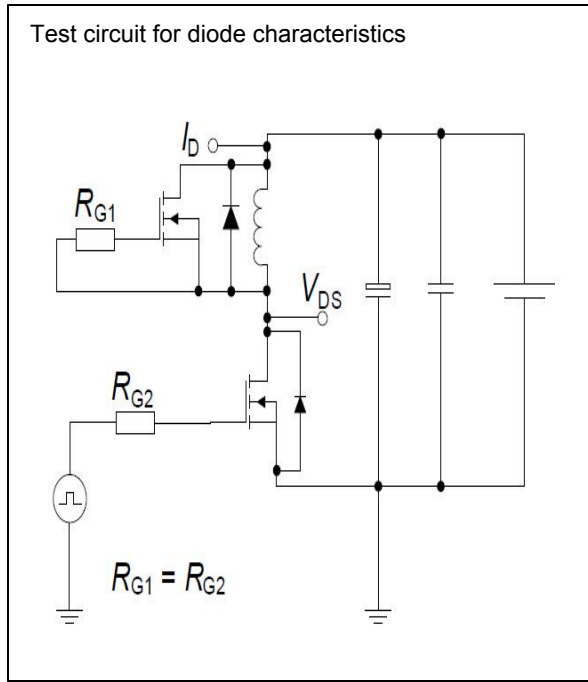 Test circuit for diode characteristics
I_D
R_G1
V_DS
R_G2
R_G1 = R_G2